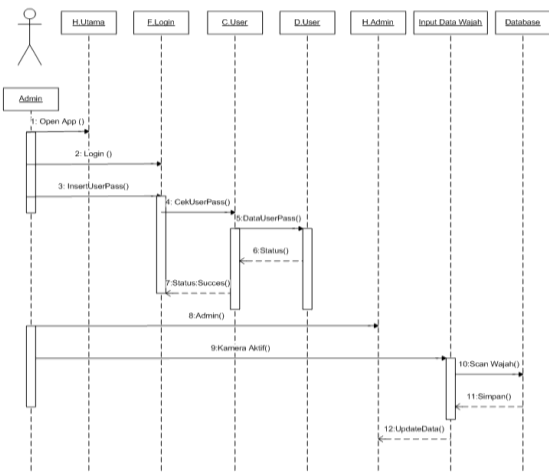 H.Utama
F.Login
C.User
D.User
H.Admin
Input Data Wajah
Database
Admin
1: Open App ()
2: Login ()
3: InsertUserPass()
4: CekUserPass()
5:DataUserPass()
6:Status()
7:Status:Succes()
8:Admin()
9:Kamera Aktif()
10:Scan Wajah()
11:Simpan()
12:UpdateData()